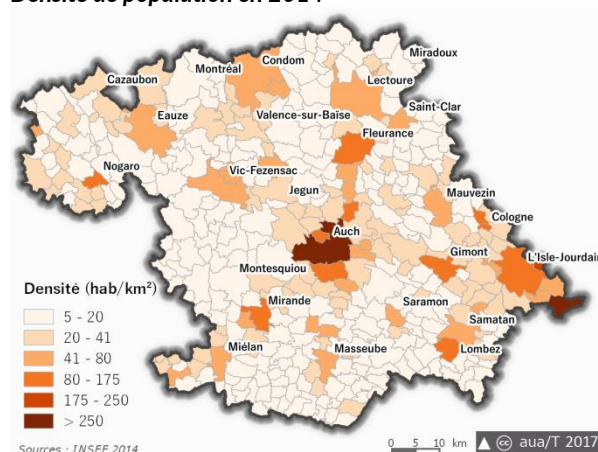 Densité de population en 2014
Miradoux
Condom
Montréal
Cazaubon
Lectoure
Saint-Clar
Eauze
Valence-sur-Baïse
Fleurance
Nogaro
Vic-Fezensac
Jegun
Mauvezin
Cologne
Auch
Gimont
L'Isle-Jourdain
Montesquiou
Densité (hab/km²)
Mirande
Saramon
Samatan
5 - 20
20 - 41
41 - 80
80 - 175
175 - 250
> 250
Miélan
Masseube
Lombez
Sources : INSEE 2014
0 5 10 km
cc aua/T 2017